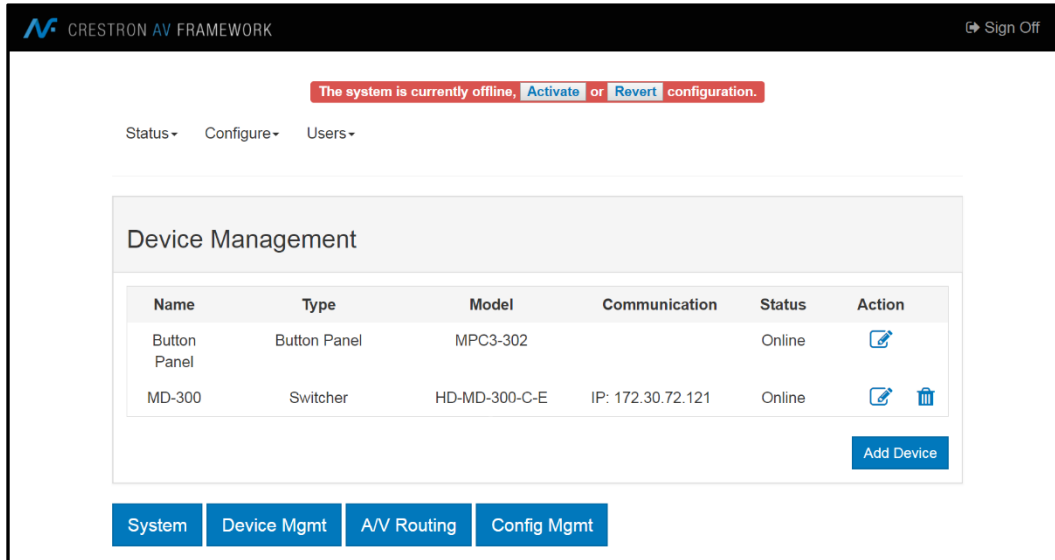 CRESTRON AV FRAMEWORK Sign Off
The system is currently offline, Activate or Revert configuration.
Status Configure Users
Device Management
Name Type Model Communication Status Action
Button Panel Button Panel MPC3-302 Online
MD-300 Switcher HD-MD-300-C-E IP: 172.30.72.121 Online
Add Device
System Device Mgmt A/V Routing Config Mgmt